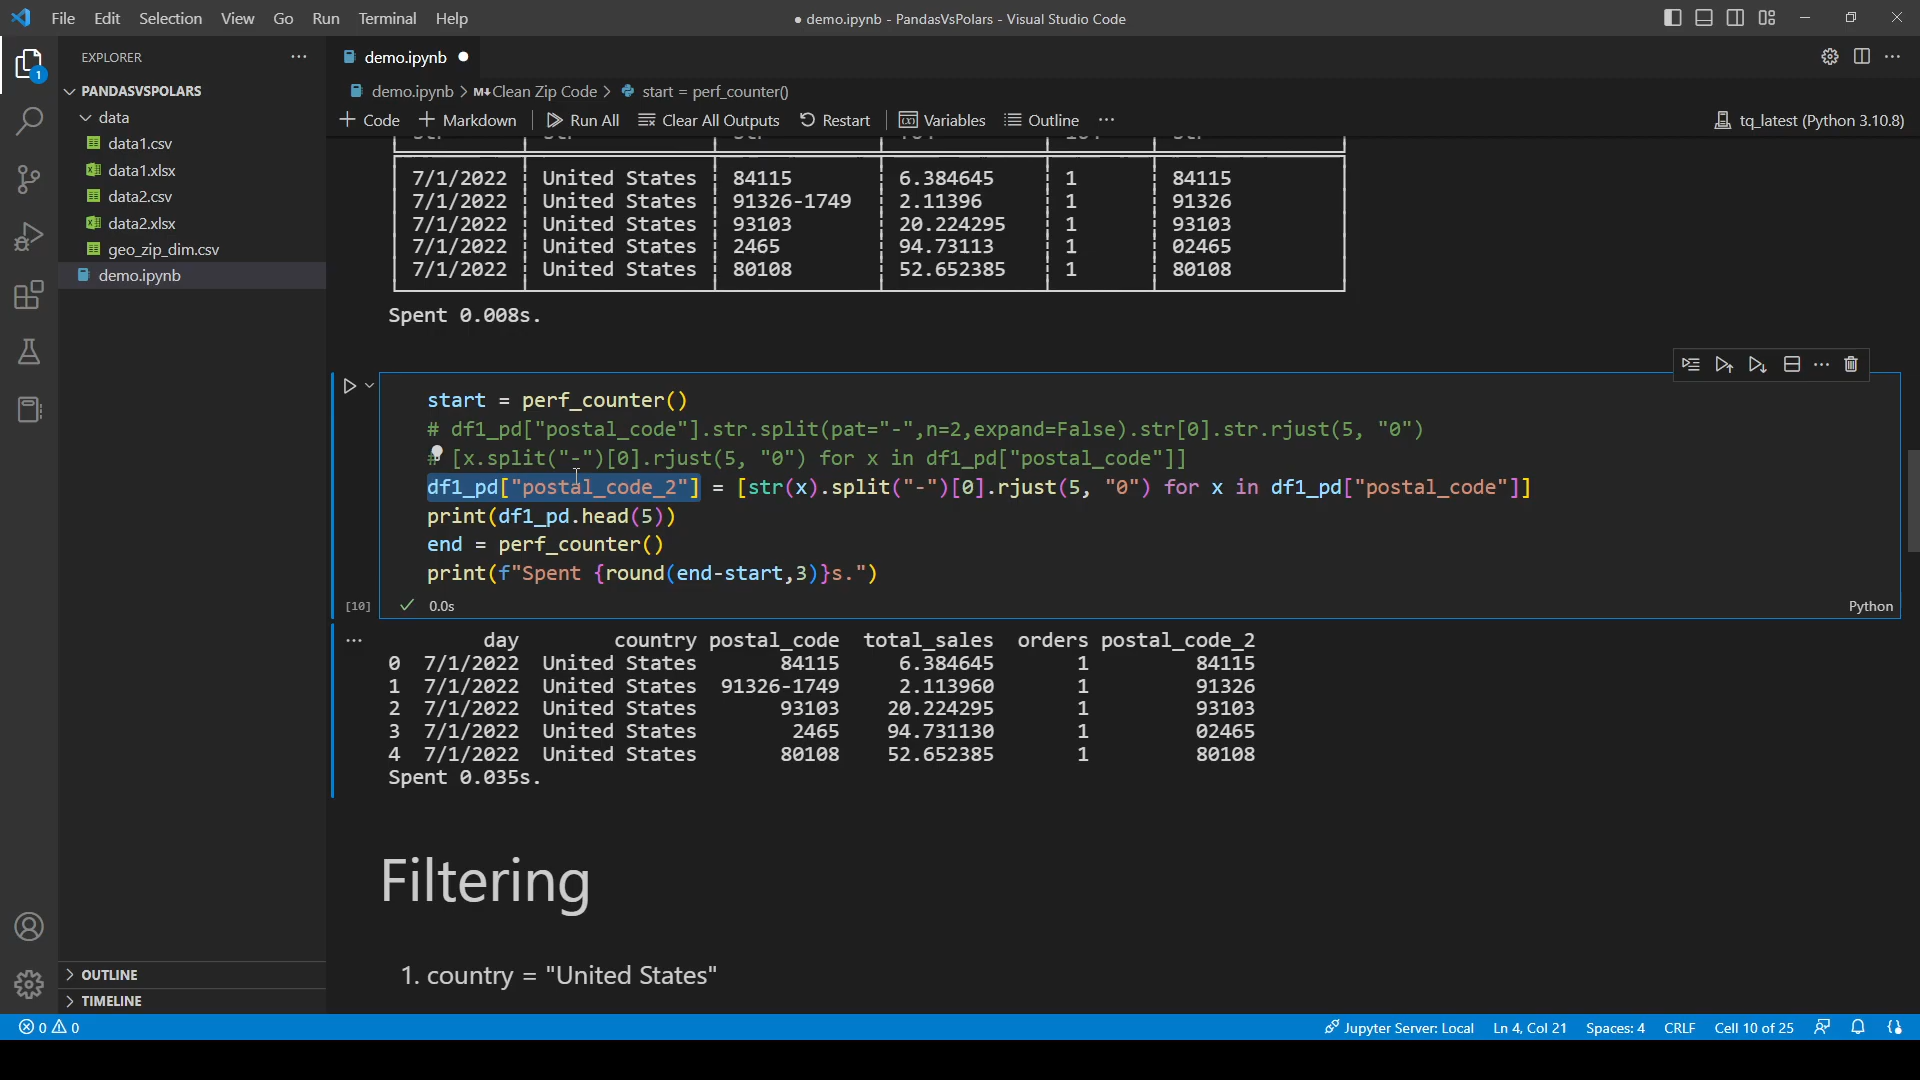 File Edit Selection View Go Run Terminal Help
● demo.ipynb - PandasVsPolars - Visual Studio Code
EXPLORER
PANDASVSPOLARS
data
data1.csv
data1.xlsx
data2.csv
data2.xlsx
geo_zip_dim.csv
demo.ipynb
OUTLINE
TIMELINE
demo.ipynb
demo.ipynb > M↓Clean Zip Code > start = perf_counter()
+ Code + Markdown Run All Clear All Outputs Restart Variables Outline ··· tq_latest (Python 3.10.8)
7/1/2022 United States 84115 6.384645 1 84115
7/1/2022 United States 91326-1749 2.11396 1 91326
7/1/2022 United States 93103 20.224295 1 93103
7/1/2022 United States 2465 94.73113 1 02465
7/1/2022 United States 80108 52.652385 1 80108
Spent 0.008s.
start = perf_counter()
# df1_pd["postal_code"].str.split(pat="-",n=2,expand=False).str[0].str.rjust(5, "0")
# [x.split("-")[0].rjust(5, "0") for x in df1_pd["postal_code"]]
df1_pd["postal_code_2"] = [str(x).split("-")[0].rjust(5, "0") for x in df1_pd["postal_code"]]
print(df1_pd.head(5))
end = perf_counter()
print(f"Spent {round(end-start,3)}s.")
[10] ✓ 0.0s Python
day country postal_code total_sales orders postal_code_2
0 7/1/2022 United States 84115 6.384645 1 84115
1 7/1/2022 United States 91326-1749 2.113960 1 91326
2 7/1/2022 United States 93103 20.224295 1 93103
3 7/1/2022 United States 2465 94.731130 1 02465
4 7/1/2022 United States 80108 52.652385 1 80108
Spent 0.035s.
Filtering
1. country = "United States"
0 0 Jupyter Server: Local Ln 4, Col 21 Spaces: 4 CRLF Cell 10 of 25